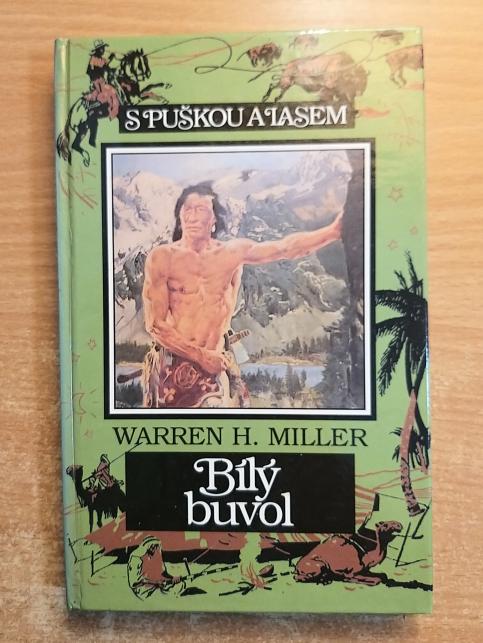 S PUŠKOU A LASEM
WARREN H. MILLER
Bílý
buvol